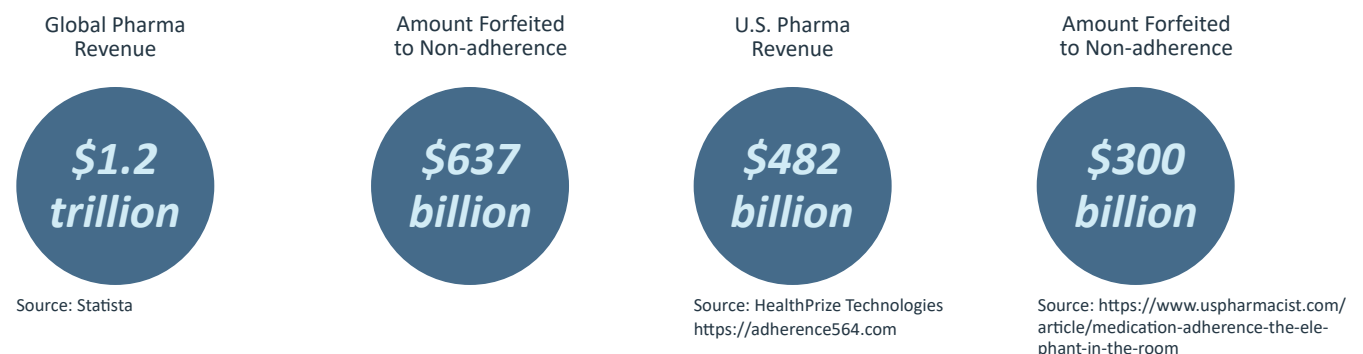 Global Pharma
Revenue
$1.2
trillion
Source: Statista
Amount Forfeited
to Non-adherence
$637
billion
U.S. Pharma
Revenue
$482
billion
Source: HealthPrize Technologies
https://adherence564.com
Amount Forfeited
to Non-adherence
$300
billion
Source: https://www.uspharmacist.com/
article/medication-adherence-the-ele-
phant-in-the-room